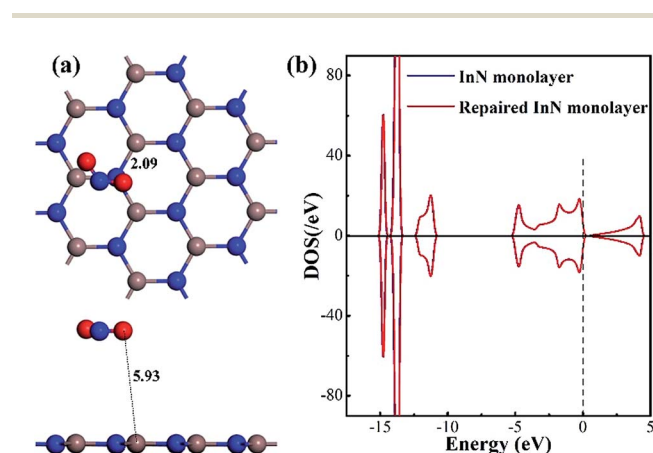 (a)
2.09
5.93
(b)
InN monolayer
Repaired InN monolayer
DOS(/eV)
80
40
0
-40
-80
-15
-10
-5
0
5
Energy (eV)